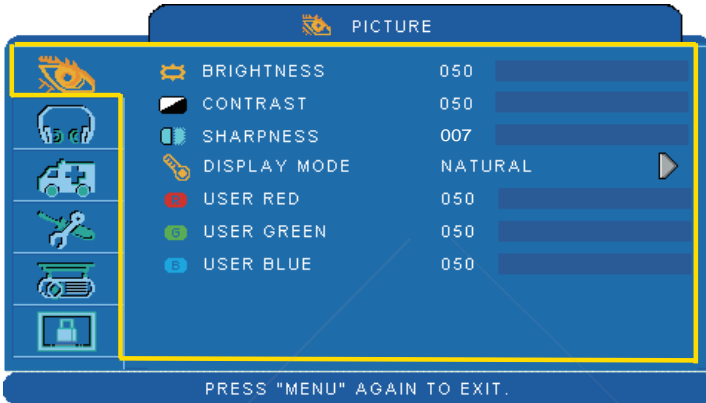 PICTURE
BRIGHTNESS 050
CONTRAST 050
SHARPNESS 007
DISPLAY MODE NATURAL
R USER RED 050
G USER GREEN 050
B USER BLUE 050
PRESS "MENU" AGAIN TO EXIT.